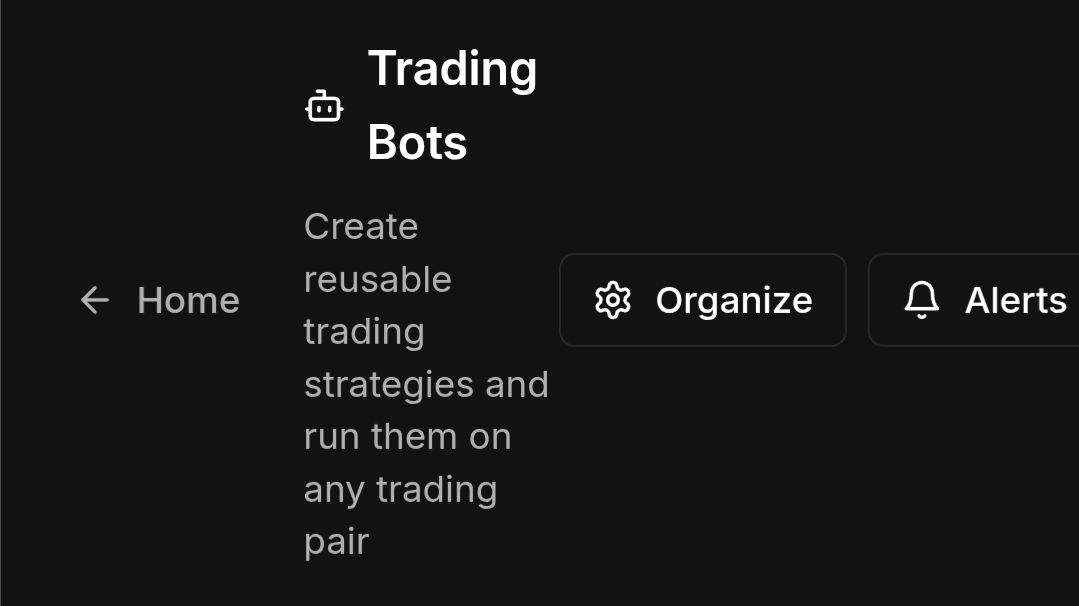 Trading
Bots
Create
reusable
trading
strategies and
run them on
any trading
pair
Home
Organize
Alerts